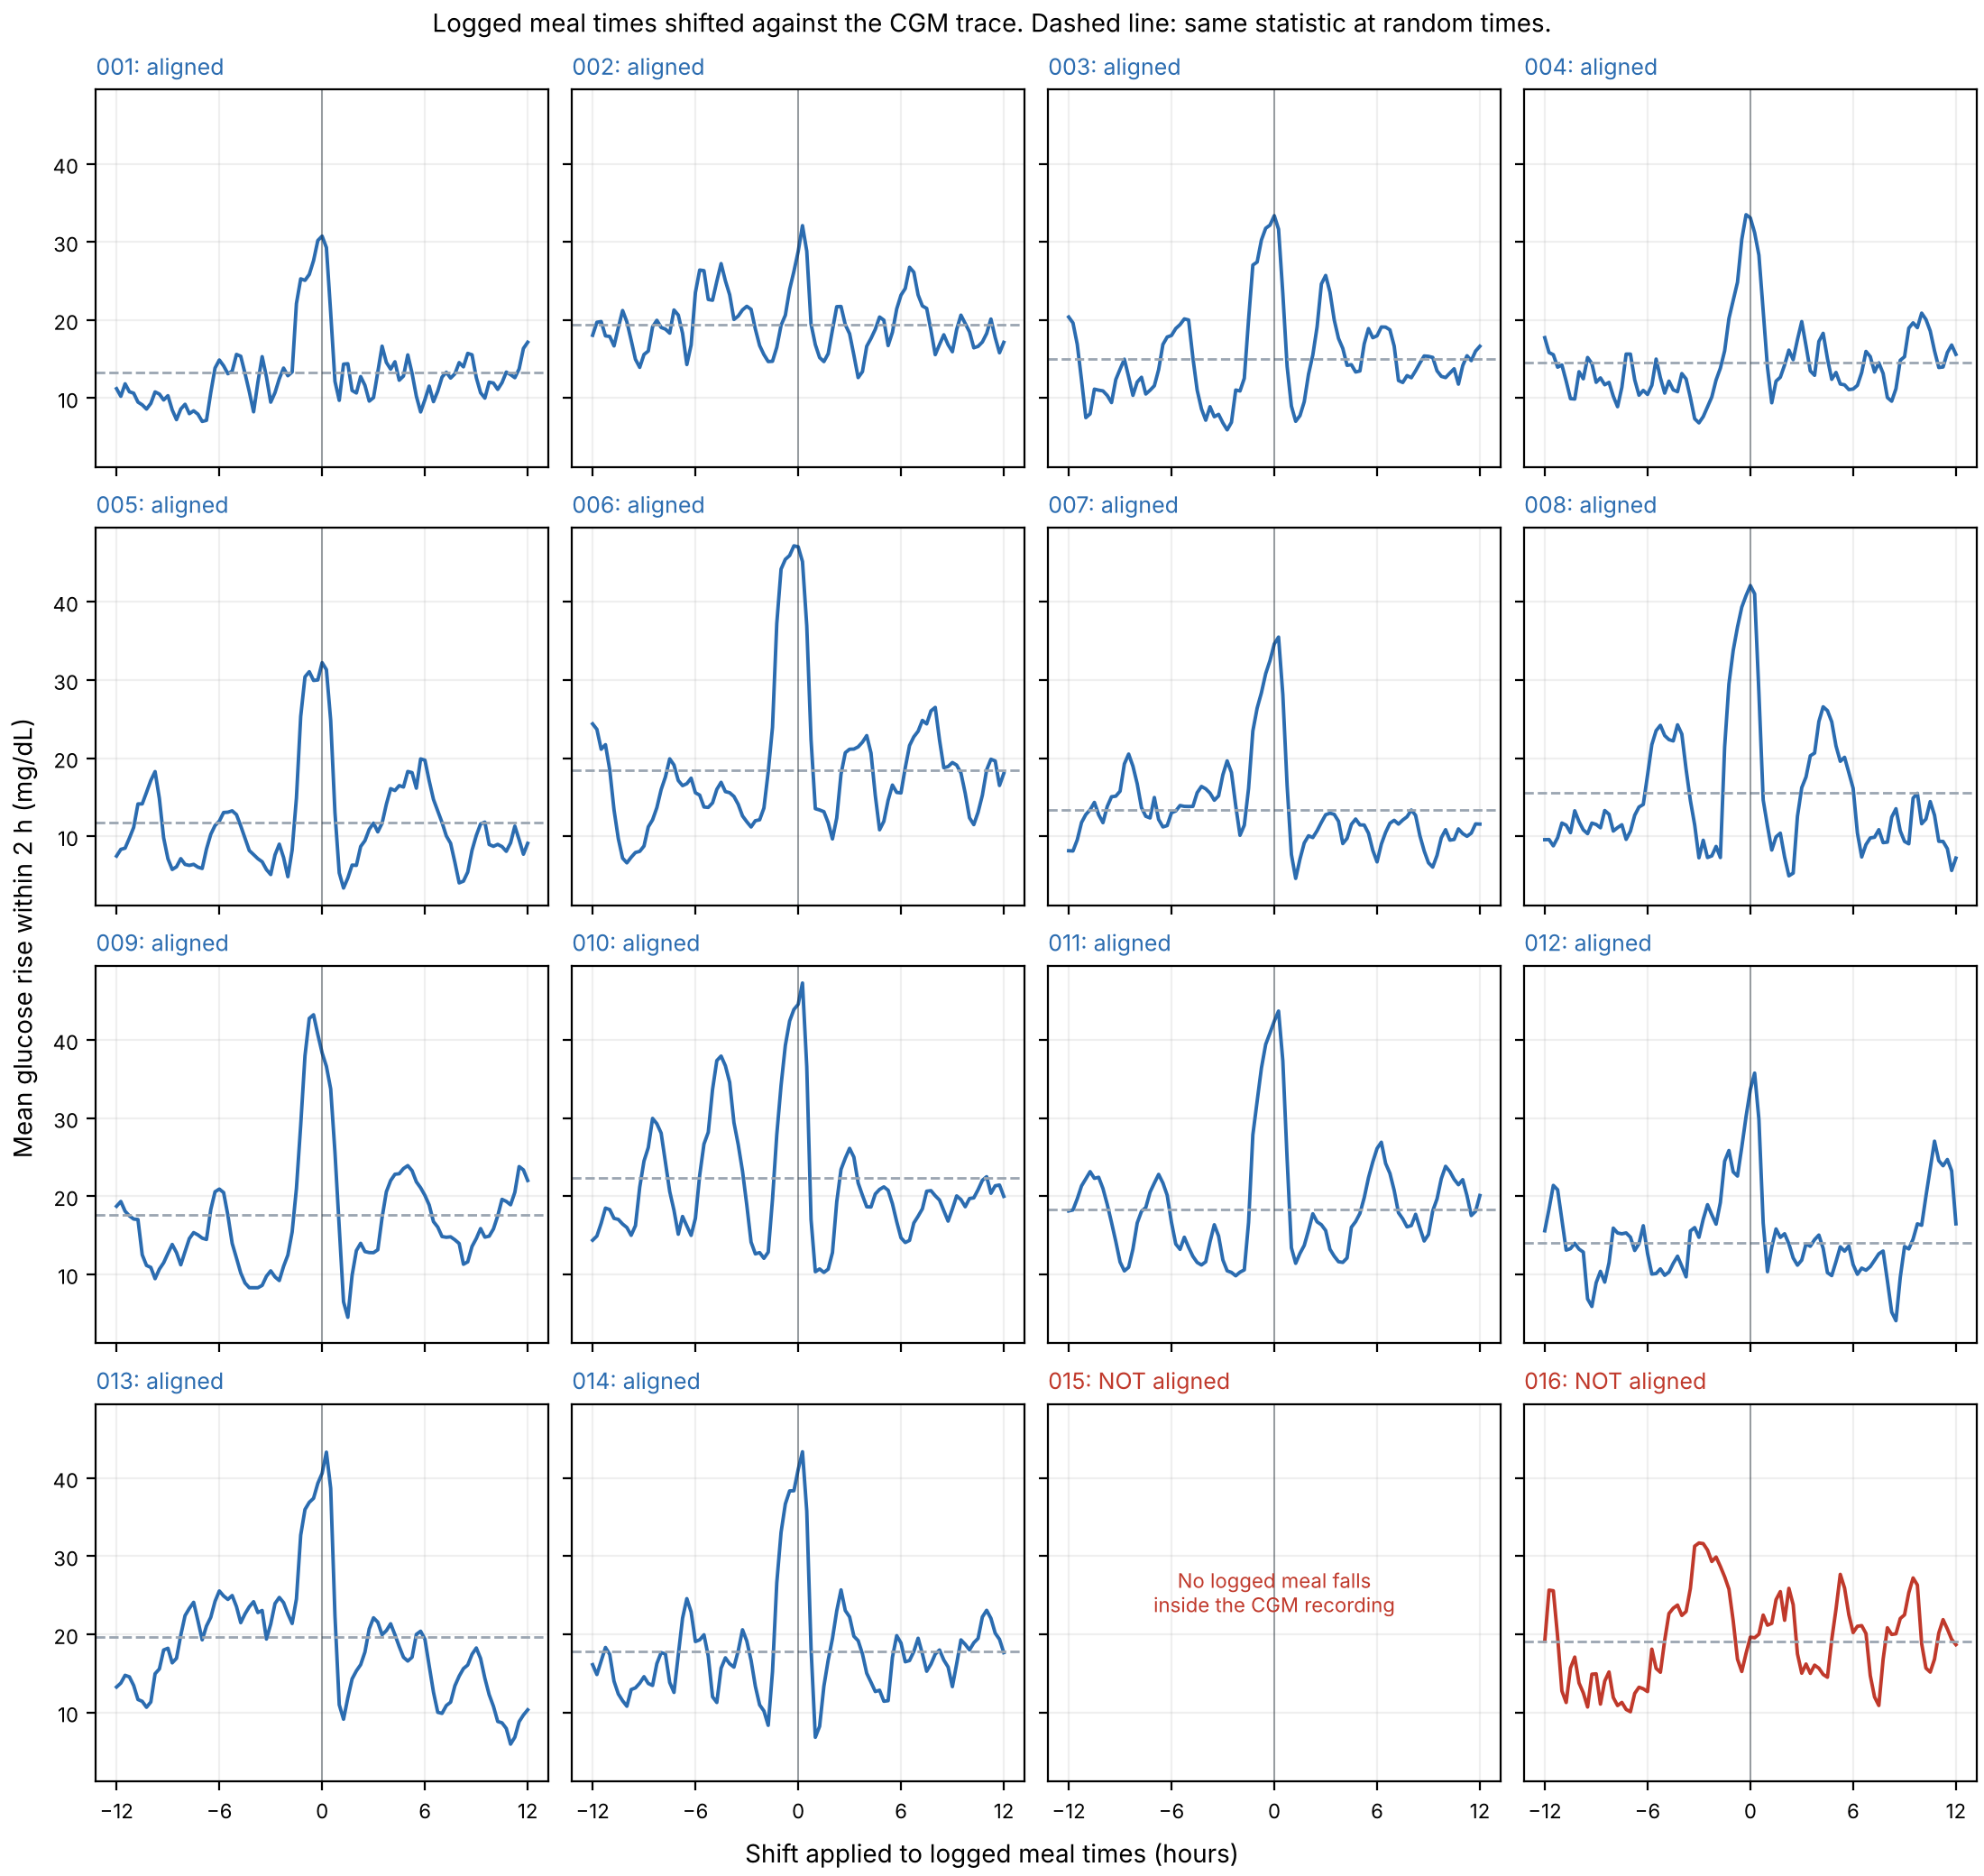 Logged meal times shifted against the CGM trace. Dashed line: same statistic at random times.
001: aligned
002: aligned
003: aligned
004: aligned
40
30
20
10
005: aligned
006: aligned
007: aligned
008: aligned
40
30
20
10
Mean glucose rise within 2 h (mg/dL)
009: aligned
010: aligned
011: aligned
012: aligned
40
30
20
10
013: aligned
014: aligned
015: NOT aligned
016: NOT aligned
40
30
20
10
No logged meal falls
inside the CGM recording
−12 −6 0 6 12
−12 −6 0 6 12
−12 −6 0 6 12
−12 −6 0 6 12
Shift applied to logged meal times (hours)